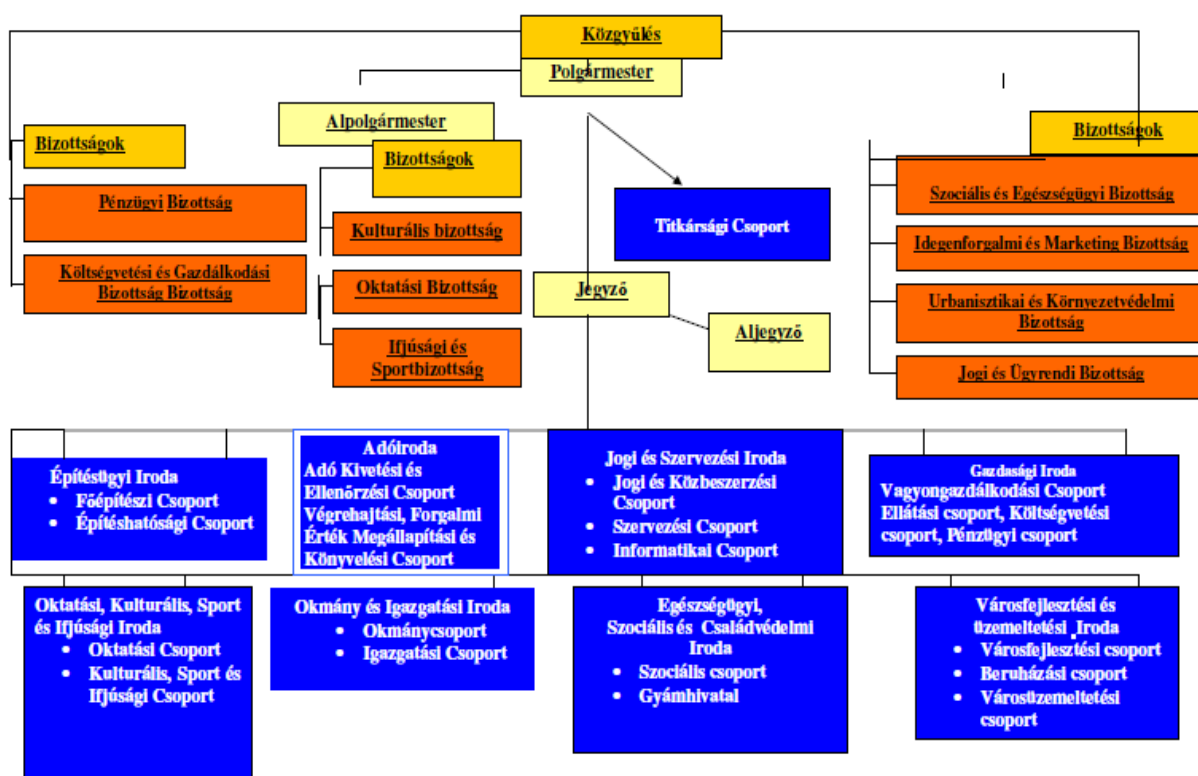 Közgyűlés
Polgármester
Alpolgármester
Bizottságok
Bizottságok
Bizottságok
Pénzügyi Bizottság
Költségvetési és Gazdálkodási
Bizottság Bizottság
Kulturális bizottság
Oktatási Bizottság
Ifjúsági és
Sportbizottság
Titkársági Csoport
Jegyző
Aljegyző
Szociális és Egészségügyi Bizottság
Idegenforgalmi és Marketing Bizottság
Urbanisztikai és Környezetvédelmi
Bizottság
Jogi és Ügyrendi Bizottság
Építésügyi Iroda
• Főépítészi Csoport
• Építéshatósági Csoport
Adóiroda
Adó Kivetési és
Ellenőrzési Csoport
Végrehajtási, Forgalmi
Érték Megállapítási és
Könyvelési Csoport
Jogi és Szervezési Iroda
• Jogi és Közbeszerzési
Csoport
• Szervezési Csoport
• Informatikai Csoport
Gazdasági Iroda
Vagyongazdálkodási Csoport
Ellátási csoport, Költségvetési
csoport, Pénzügyi csoport
Oktatási, Kulturális, Sport
és Ifjúsági Iroda
• Oktatási Csoport
• Kulturális, Sport és
Ifjúsági Csoport
Okmány és Igazgatási Iroda
• Okmánycsoport
• Igazgatási Csoport
Egészségügyi,
Szociális és Családvédelmi
Iroda
• Szociális csoport
• Gyámhivatal
Városfejlesztési és
üzemeltetési Iroda
• Városfejlesztési csoport
• Beruházási csoport
• Városüzemeltetési
csoport